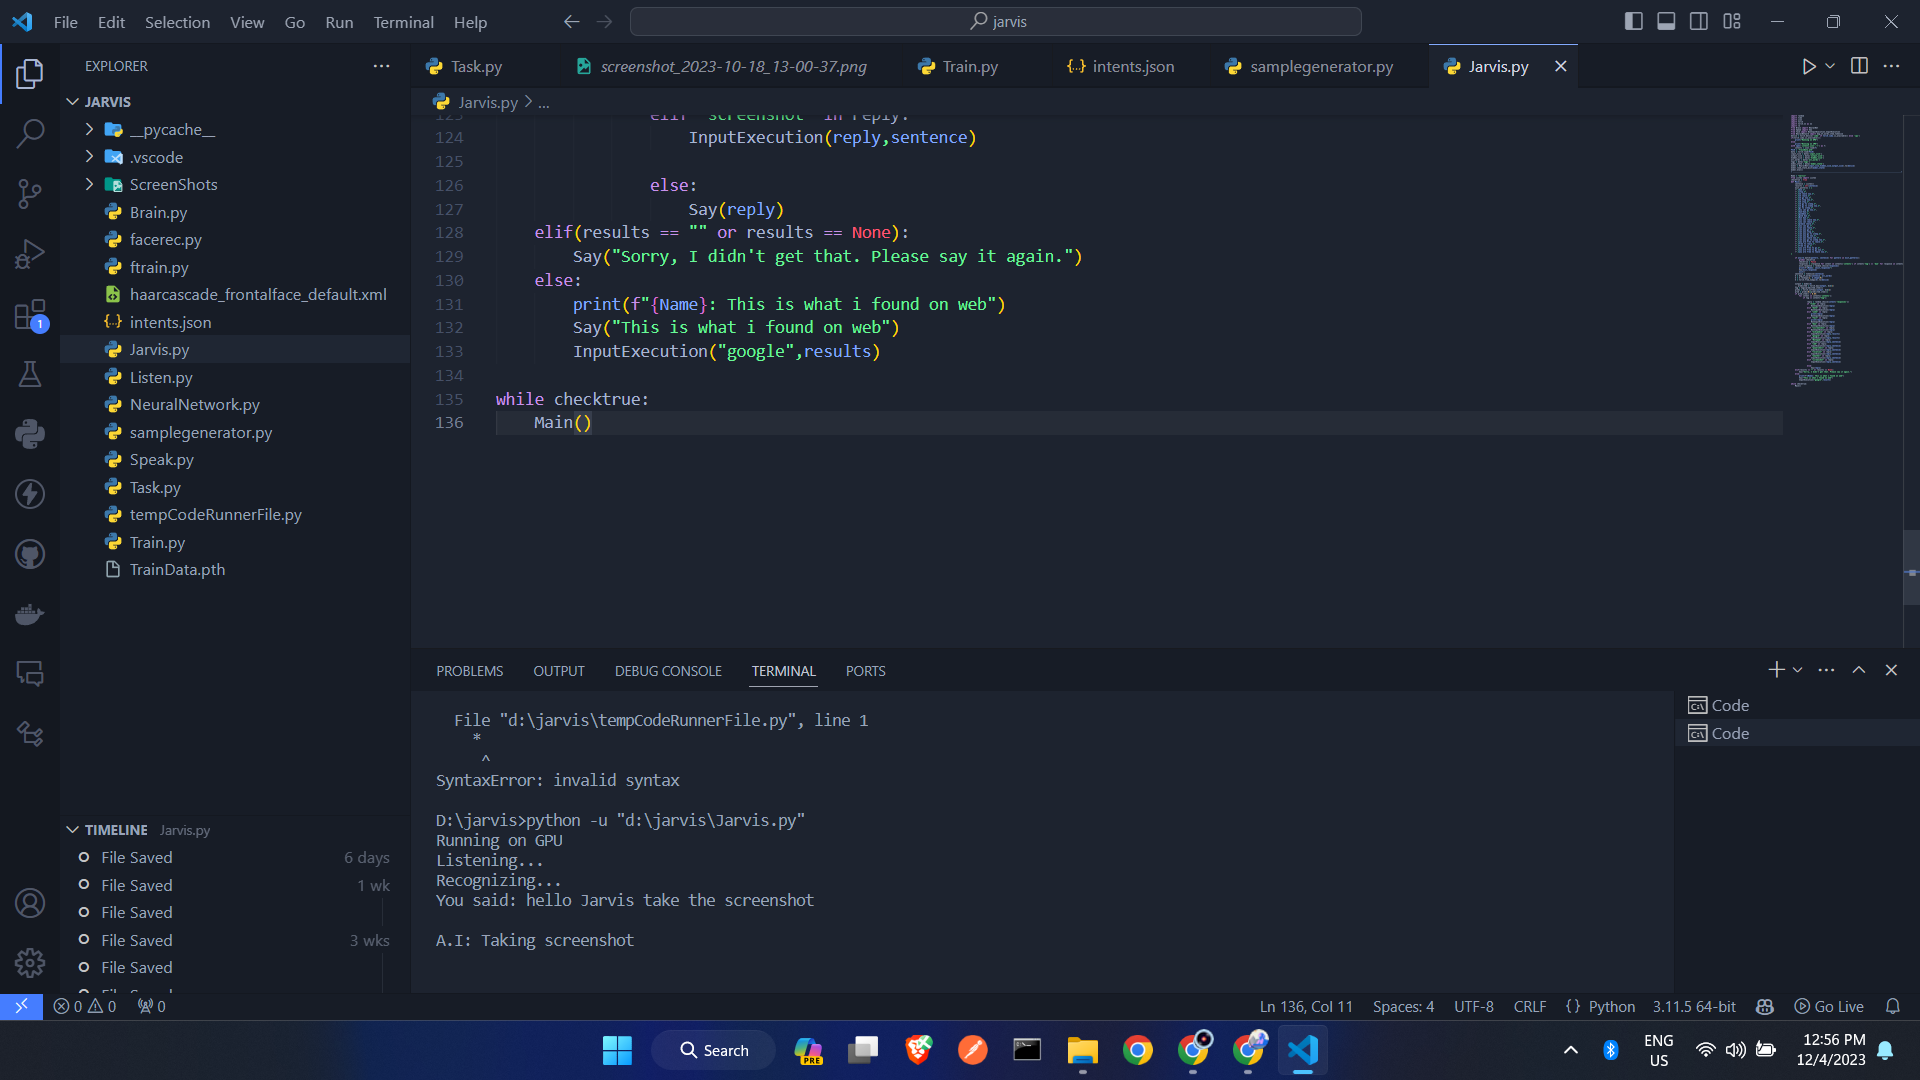 File Edit Selection View Go Run Terminal Help
jarvis
EXPLORER
JARVIS
__pycache__
.vscode
ScreenShots
Brain.py
facerec.py
ftrain.py
haarcascade_frontalface_default.xml
intents.json
Jarvis.py
Listen.py
NeuralNetwork.py
samplegenerator.py
Speak.py
Task.py
tempCodeRunnerFile.py
Train.py
TrainData.pth
TIMELINE Jarvis.py
File Saved 6 days
File Saved 1 wk
File Saved
File Saved 3 wks
File Saved
Task.py screenshot_2023-10-18_13-00-37.png Train.py intents.json samplegenerator.py Jarvis.py
Jarvis.py > ...
123 elif "screenshot" in reply:
124 InputExecution(reply,sentence)
125
126 else:
127 Say(reply)
128 elif(results == "" or results == None):
129 Say("Sorry, I didn't get that. Please say it again.")
130 else:
131 print(f"{Name}: This is what i found on web")
132 Say("This is what i found on web")
133 InputExecution("google",results)
134
135 while checktrue:
136 Main()
PROBLEMS OUTPUT DEBUG CONSOLE TERMINAL PORTS
File "d:\jarvis\tempCodeRunnerFile.py", line 1
*
^
SyntaxError: invalid syntax
D:\jarvis>python -u "d:\jarvis\Jarvis.py"
Running on GPU
Listening...
Recognizing...
You said: hello Jarvis take the screenshot
A.I: Taking screenshot
Code
Code
1
0 0 0
Ln 136, Col 11 Spaces: 4 UTF-8 CRLF {} Python 3.11.5 64-bit Go Live
Search
PRE
ENG
US
12:56 PM
12/4/2023